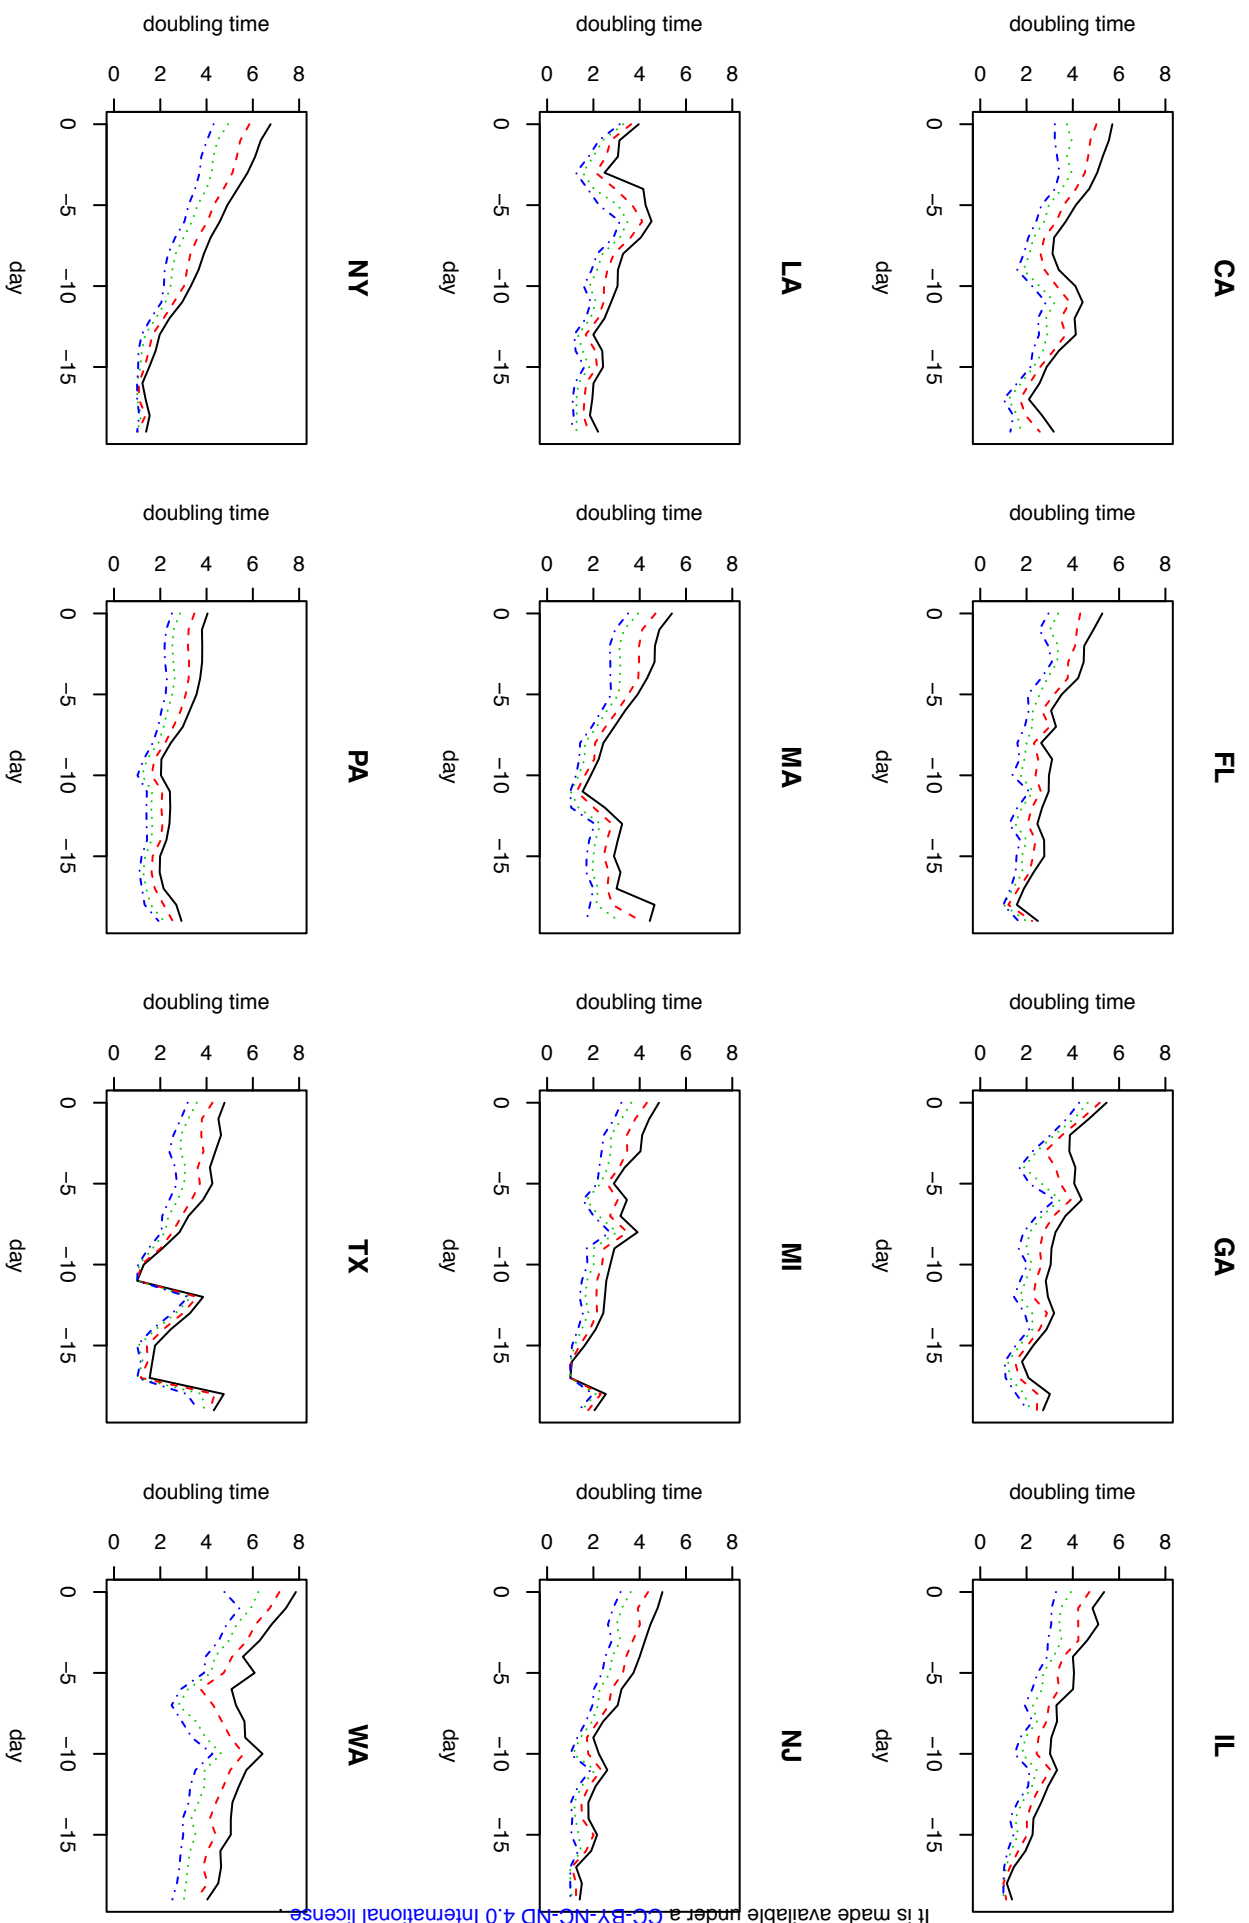 CA
doubling time
0 2 4 6 8
0 −5 −10 −15
day
FL
doubling time
0 2 4 6 8
0 −5 −10 −15
day
GA
doubling time
0 2 4 6 8
0 −5 −10 −15
day
IL
doubling time
0 2 4 6 8
0 −5 −10 −15
day
LA
doubling time
0 2 4 6 8
0 −5 −10 −15
day
MA
doubling time
0 2 4 6 8
0 −5 −10 −15
day
MI
doubling time
0 2 4 6 8
0 −5 −10 −15
day
NJ
doubling time
0 2 4 6 8
0 −5 −10 −15
day
NY
doubling time
0 2 4 6 8
0 −5 −10 −15
day
PA
doubling time
0 2 4 6 8
0 −5 −10 −15
day
TX
doubling time
0 2 4 6 8
0 −5 −10 −15
day
WA
doubling time
0 2 4 6 8
0 −5 −10 −15
day
It is made available under a CC-BY-NC-ND 4.0 International license .